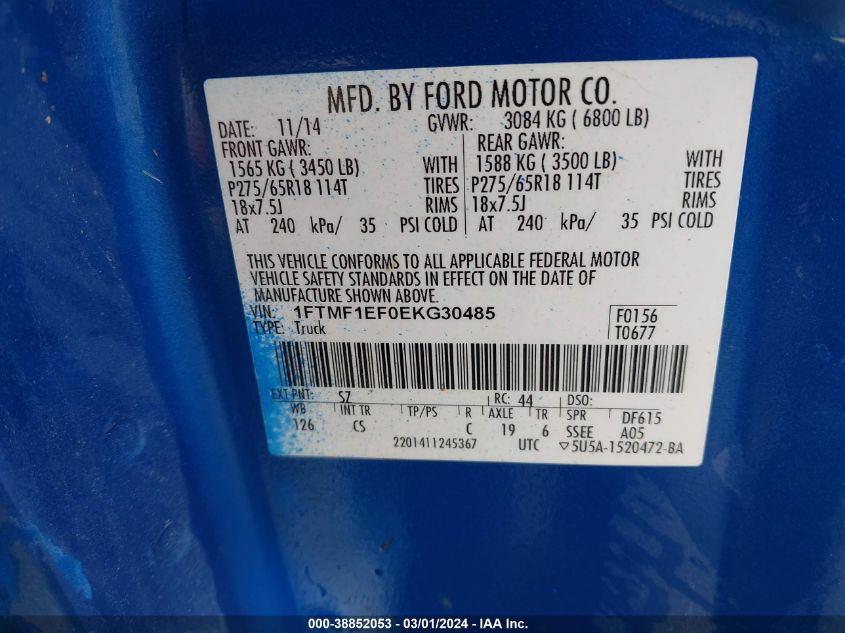 MFD. BY FORD MOTOR CO.
DATE: 11/14 GVWR: 3084 KG ( 6800 LB)
FRONT GAWR: REAR GAWR:
1565 KG ( 3450 LB) WITH 1588 KG ( 3500 LB) WITH
P275/65R18 114T TIRES P275/65R18 114T TIRES
18x7.5J RIMS 18x7.5J RIMS
AT 240 kPa/ 35 PSI COLD AT 240 kPa/ 35 PSI COLD
THIS VEHICLE CONFORMS TO ALL APPLICABLE FEDERAL MOTOR
VEHICLE SAFETY STANDARDS IN EFFECT ON THE DATE OF
MANUFACTURE SHOWN ABOVE.
VIN: 1FTMF1EF0EKG30485 F0156
TYPE: Truck T0677
EXT PNT: SZ RC: 44 DSO:
WB INT TR TP/PS R AXLE TR SPR DF615
126 CS C 19 6 SSEE A05
2201411245367 UTC ▽5U5A-1520472-BA
000-38852053 - 03/01/2024 - IAA Inc.